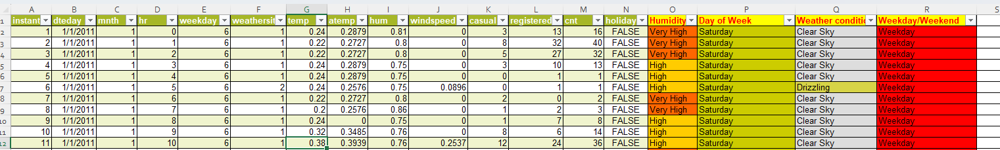 A B C D E F G H I J K L M N O P Q R S
1 instant dteday mnth hr weekday weathersit temp atemp hum windspeed casual registered cnt holiday Humidity Day of Week Weather conditic Weekday/Weekend
2 1 1/1/2011 1 0 6 1 0.24 0.2879 0.81 0 3 13 16 FALSE Very High Saturday Clear Sky Weekday
3 2 1/1/2011 1 1 6 1 0.22 0.2727 0.8 0 8 32 40 FALSE Very High Saturday Clear Sky Weekday
4 3 1/1/2011 1 2 6 1 0.22 0.2727 0.8 0 5 27 32 FALSE Very High Saturday Clear Sky Weekday
5 4 1/1/2011 1 3 6 1 0.24 0.2879 0.75 0 3 10 13 FALSE High Saturday Clear Sky Weekday
6 5 1/1/2011 1 4 6 1 0.24 0.2879 0.75 0 0 1 1 FALSE High Saturday Clear Sky Weekday
7 6 1/1/2011 1 5 6 2 0.24 0.2576 0.75 0.0896 0 1 1 FALSE High Saturday Drizzling Weekday
8 7 1/1/2011 1 6 6 1 0.22 0.2727 0.8 0 2 0 2 FALSE Very High Saturday Clear Sky Weekday
9 8 1/1/2011 1 7 6 1 0.2 0.2576 0.86 0 1 2 3 FALSE Very High Saturday Clear Sky Weekday
10 9 1/1/2011 1 8 6 1 0.24 0 0.75 0 1 7 8 FALSE High Saturday Clear Sky Weekday
11 10 1/1/2011 1 9 6 1 0.32 0.3485 0.76 0 8 6 14 FALSE High Saturday Clear Sky Weekday
12 11 1/1/2011 1 10 6 1 0.38 0.3939 0.76 0.2537 12 24 36 FALSE High Saturday Clear Sky Weekday